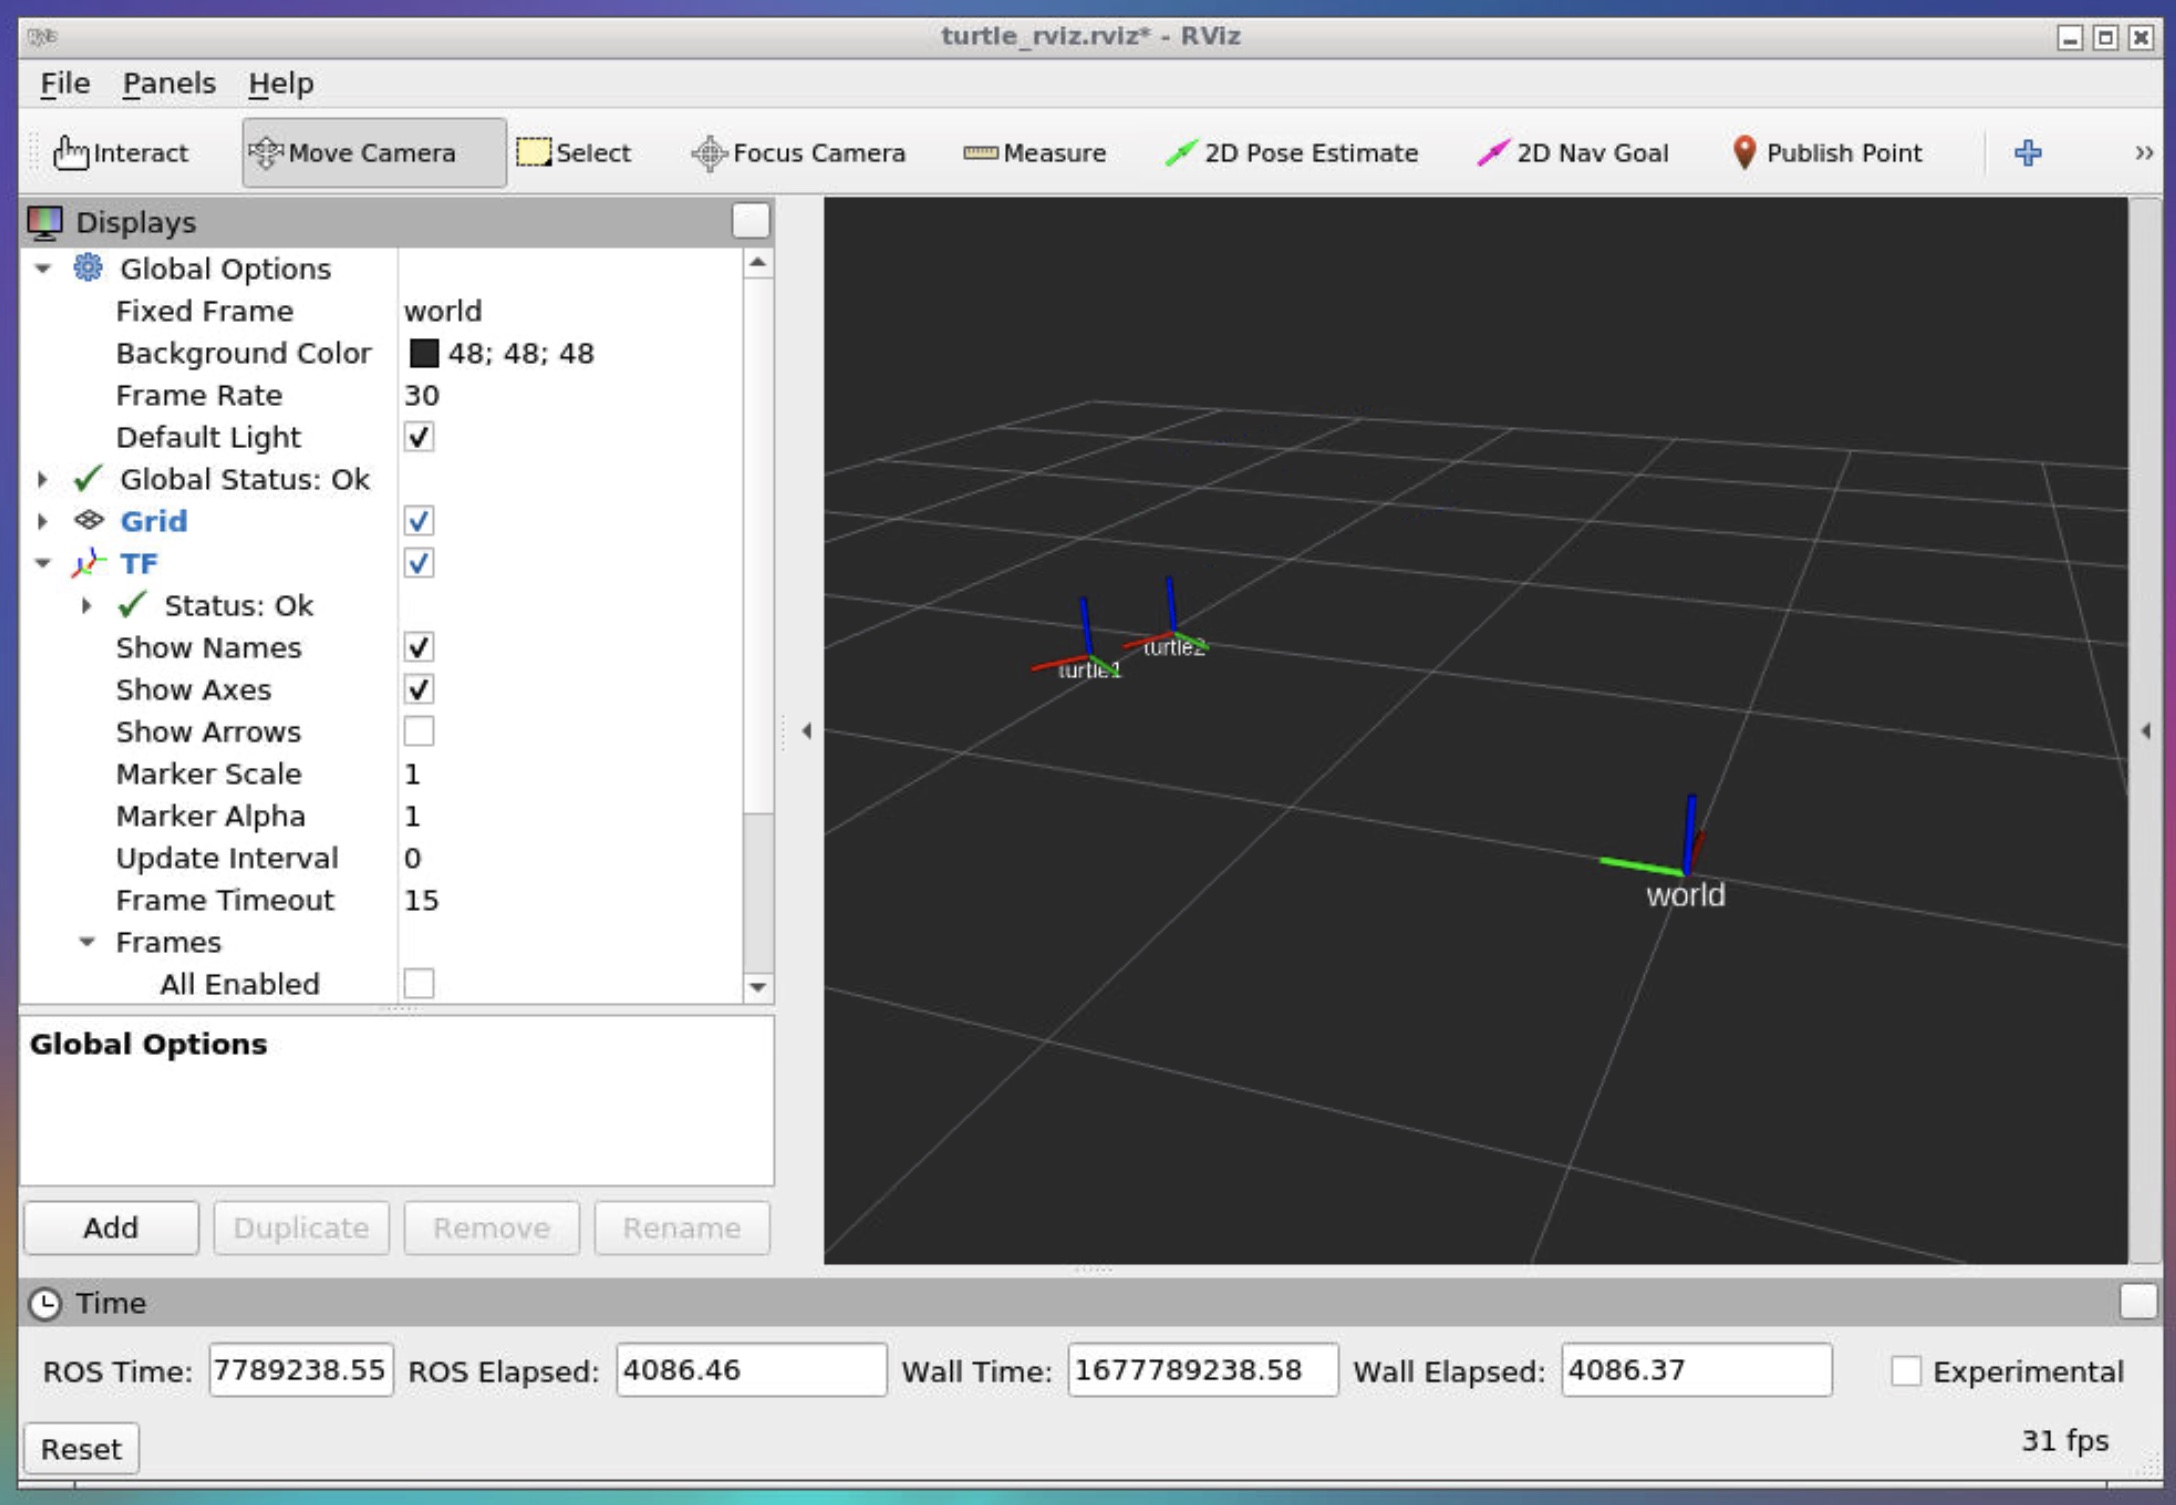 turtle_rviz.rviz* - RViz
File Panels Help
Interact Move Camera Select Focus Camera Measure 2D Pose Estimate 2D Nav Goal Publish Point »
Displays
Global Options
Fixed Frame world
Background Color 48; 48; 48
Frame Rate 30
Default Light
Global Status: Ok
Grid
TF
Status: Ok
Show Names
Show Axes
Show Arrows
Marker Scale 1
Marker Alpha 1
Update Interval 0
Frame Timeout 15
Frames
All Enabled
Global Options
Add Duplicate Remove Rename
turtle2
turtle1
world
Time
ROS Time: 7789238.55 ROS Elapsed: 4086.46 Wall Time: 1677789238.58 Wall Elapsed: 4086.37 Experimental
Reset 31 fps